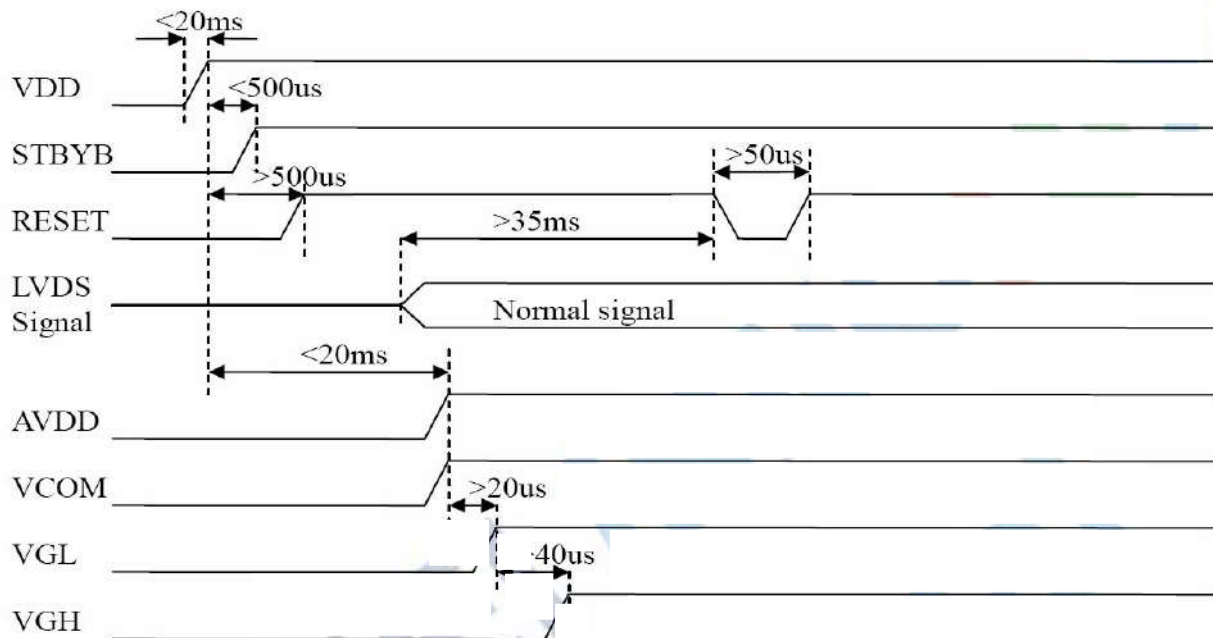 <20ms
VDD
<500us
STBYB
>500us
>50us
RESET
>35ms
LVDS
Signal
Normal signal
<20ms
AVDD
VCOM
>20us
VGL
40us
VGH